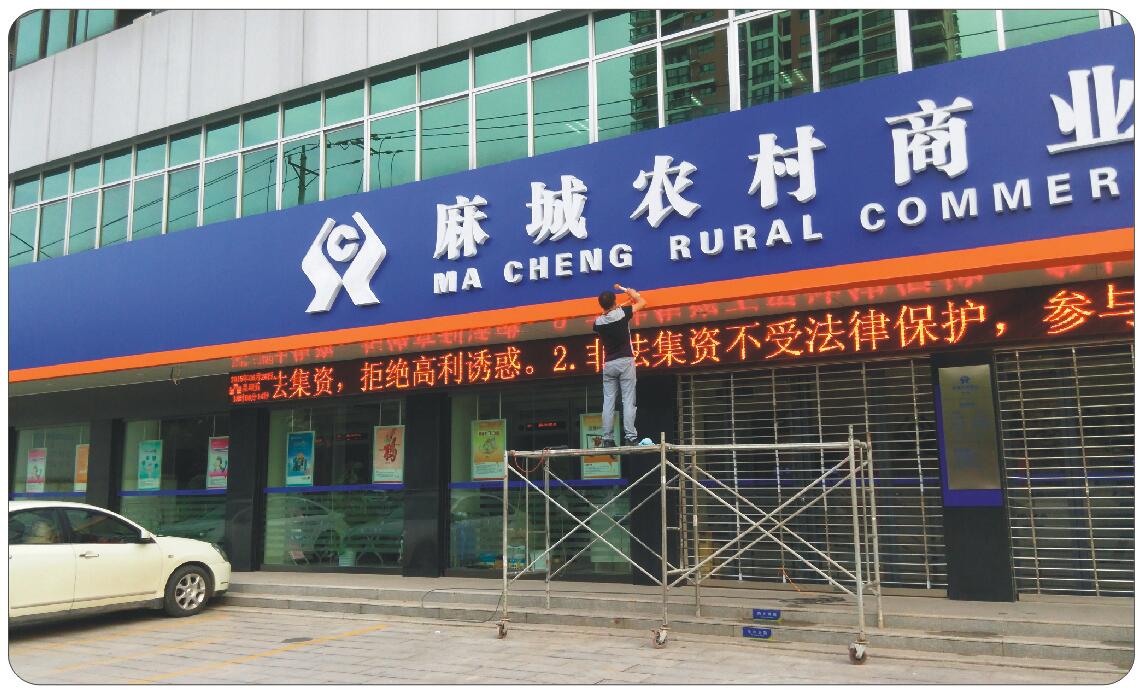 麻城农村商业
MA CHENG RURAL COMMER
法集资，拒绝高利诱惑。2.非法集资不受法律保护，参与